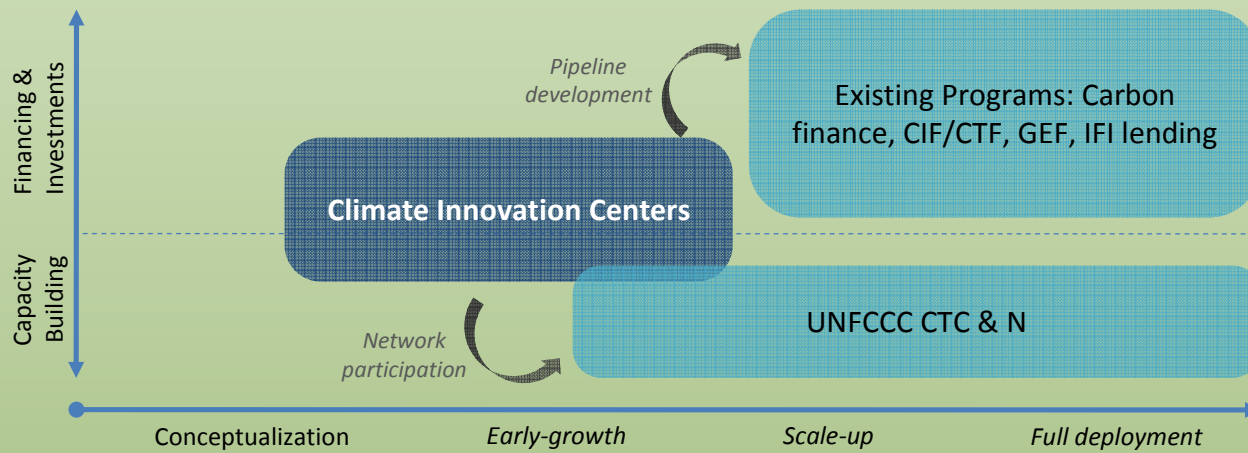 Financing &
Investments
Capacity
Building
Pipeline
development
Existing Programs: Carbon
finance, CIF/CTF, GEF, IFI lending
Climate Innovation Centers
UNFCCC CTC & N
Network
participation
Conceptualization
Early-growth
Scale-up
Full deployment